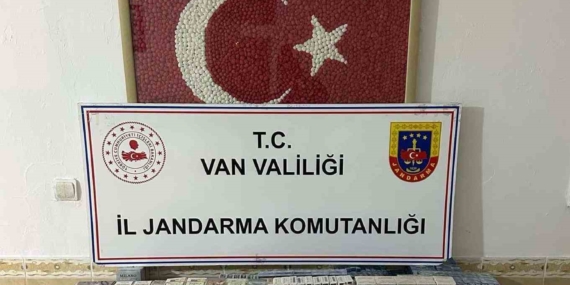 T.C.
VAN VALİLİĞİ
İL JANDARMA KOMUTANLIĞI
JANDARMA